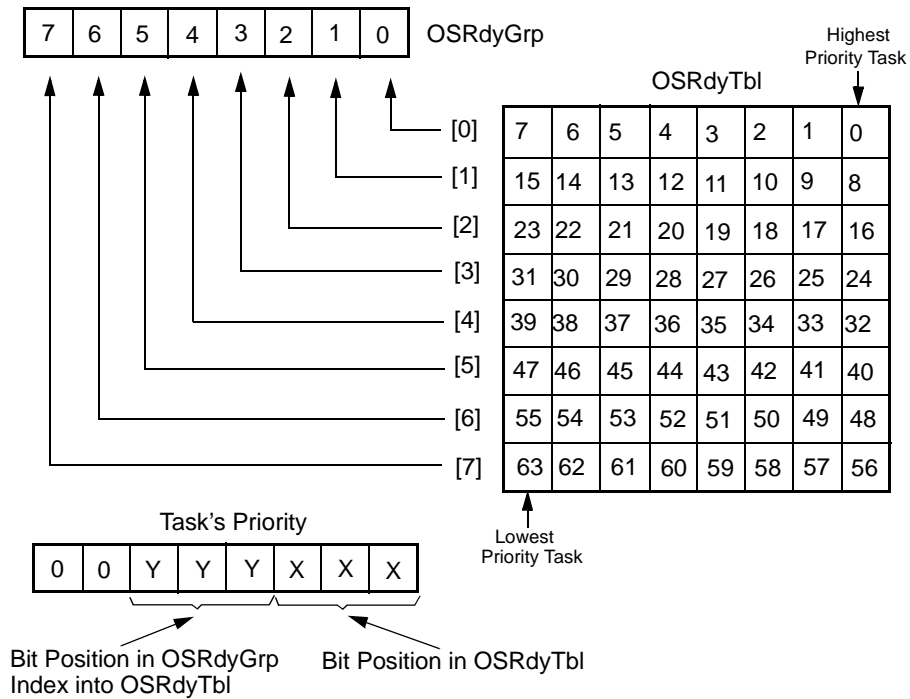 7 6 5 4 3 2 1 0 OSRdyGrp
Highest
Priority Task
OSRdyTbl
[0] 7 6 5 4 3 2 1 0
[1] 15 14 13 12 11 10 9 8
[2] 23 22 21 20 19 18 17 16
[3] 31 30 29 28 27 26 25 24
[4] 39 38 37 36 35 34 33 32
[5] 47 46 45 44 43 42 41 40
[6] 55 54 53 52 51 50 49 48
[7] 63 62 61 60 59 58 57 56
Lowest
Priority Task
Task's Priority
0 0 Y Y Y X X X
Bit Position in OSRdyGrp
Index into OSRdyTbl
Bit Position in OSRdyTbl